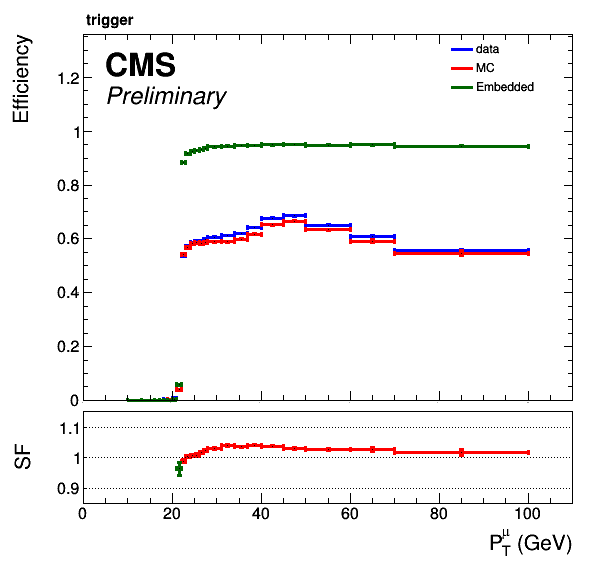 trigger
CMS
Preliminary
data
MC
Embedded
Efficiency
1.2
1
0.8
0.6
0.4
0.2
0
SF
1.1
1
0.9
0 20 40 60 80 100
P_T^μ (GeV)